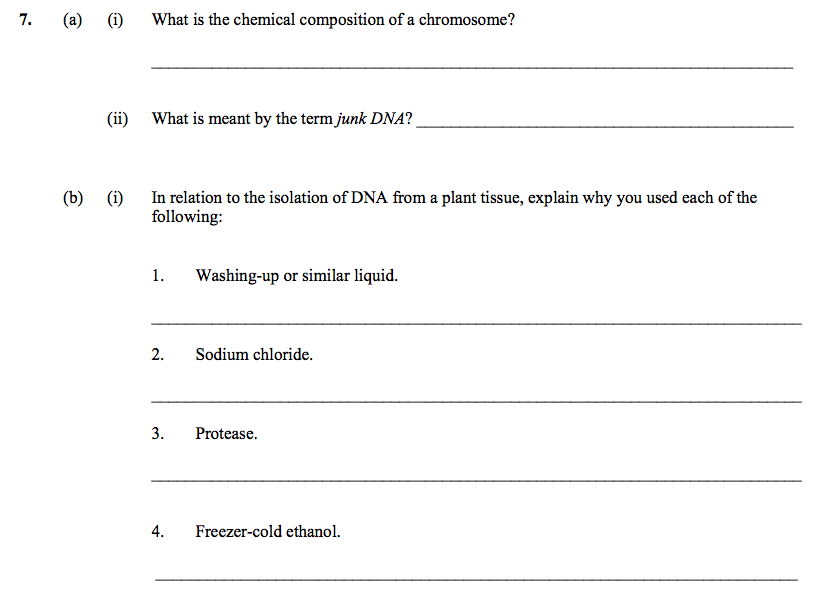 7. (a) (i) What is the chemical composition of a chromosome?
(ii) What is meant by the term junk DNA?
(b) (i) In relation to the isolation of DNA from a plant tissue, explain why you used each of the
following:
1. Washing-up or similar liquid.
2. Sodium chloride.
3. Protease.
4. Freezer-cold ethanol.